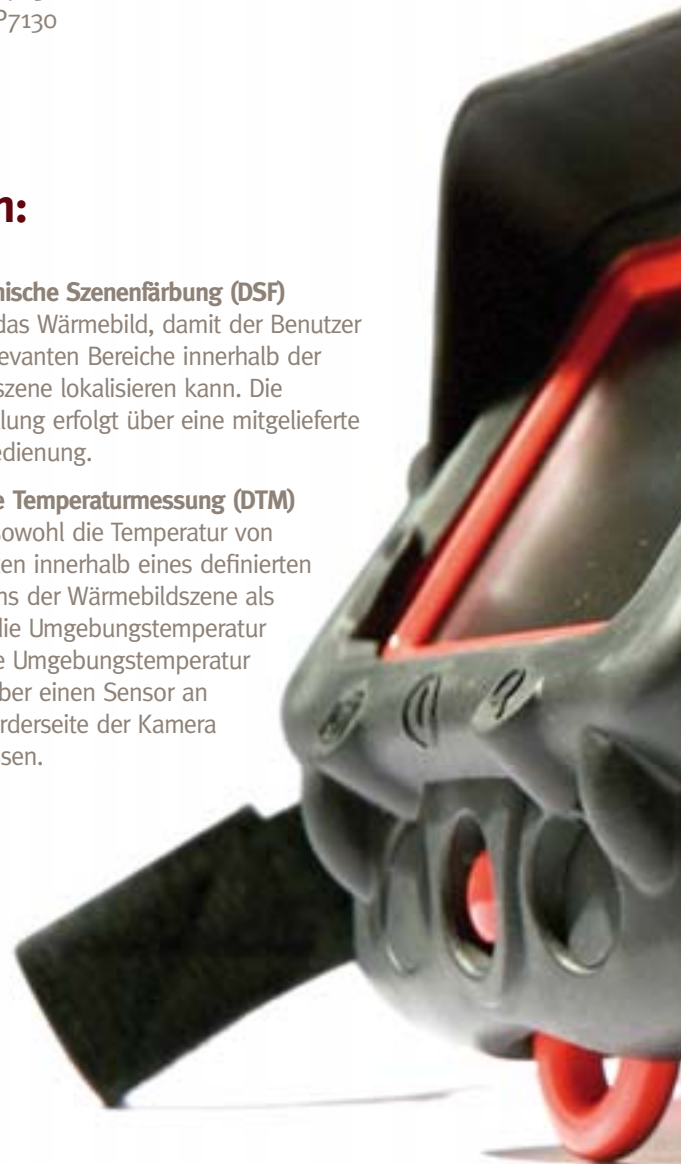 P7130
n:
nische Szenenfärbung (DSF)
das Wärmebild, damit der Benutzer
evanten Bereiche innerhalb der
szene lokalisieren kann. Die
lung erfolgt über eine mitgelieferte
edienung.
e Temperaturmessung (DTM)
sowohl die Temperatur von
en innerhalb eines definierten
ns der Wärmebildszene als
die Umgebungstemperatur
e Umgebungstemperatur
ber einen Sensor an
rderseite der Kamera
sen.